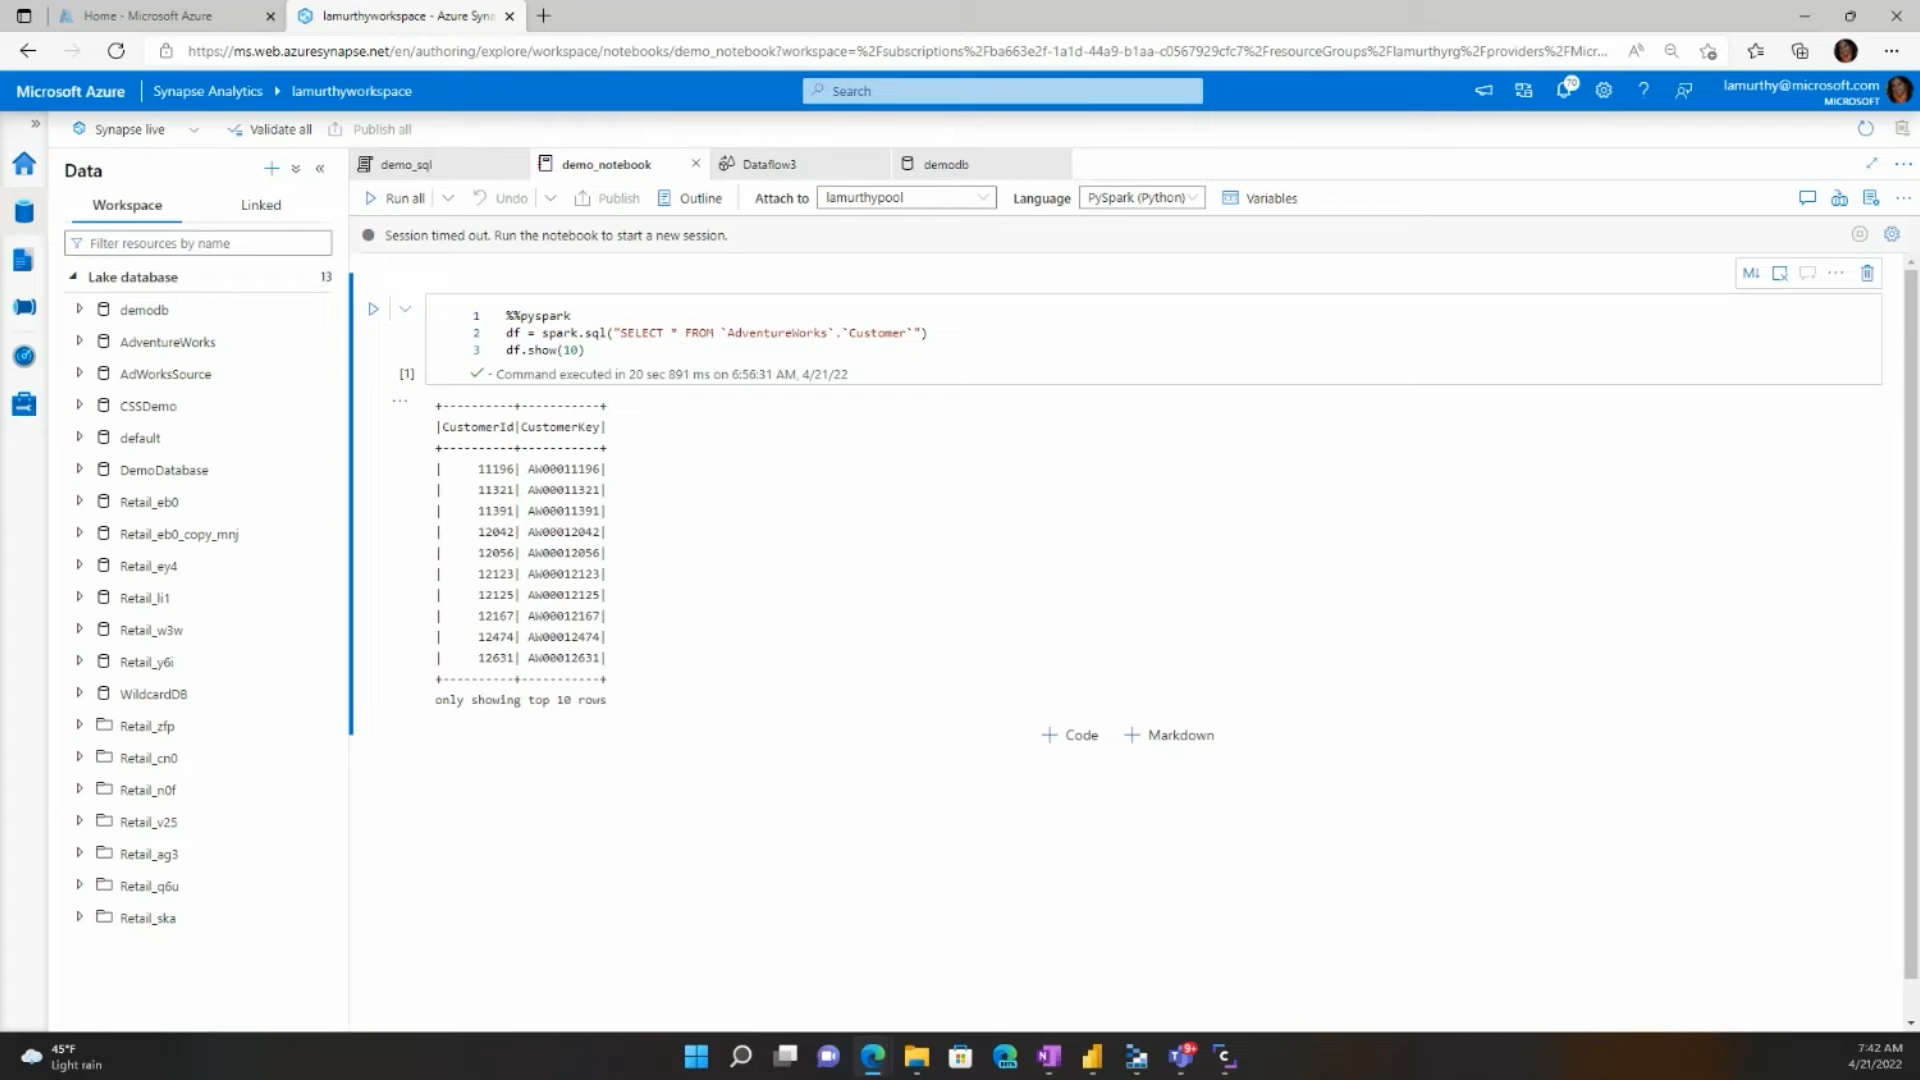 Home - Microsoft Azure
lamurthyworkspace - Azure Syna
https://ms.web.azuresynapse.net/en/authoring/explore/workspace/notebooks/demo_notebook?workspace=%2Fsubscriptions%2Fba663e2f-1a1d-44a9-b1aa-c0567929cfc7%2FresourceGroups%2Flamurthyrg%2Fproviders%2FMicr...
Microsoft Azure
Synapse Analytics
lamurthyworkspace
Search
70
lamurthy@microsoft.com
MICROSOFT
Synapse live
Validate all
Publish all
Data
Workspace
Linked
Filter resources by name
Lake database 13
demodb
AdventureWorks
AdWorksSource
CSSDemo
default
DemoDatabase
Retail_eb0
Retail_eb0_copy_mnj
Retail_ey4
Retail_li1
Retail_w3w
Retail_y6i
WildcardDB
Retail_zfp
Retail_cn0
Retail_n0f
Retail_v25
Retail_ag3
Retail_q6u
Retail_ska
demo_sql
demo_notebook
Dataflow3
demodb
Run all
Undo
Publish
Outline
Attach to
lamurthypool
Language
PySpark (Python)
Variables
Session timed out. Run the notebook to start a new session.
M↓
1 %%pyspark
2 df = spark.sql("SELECT * FROM `AdventureWorks`.`Customer`")
3 df.show(10)
[1]
- Command executed in 20 sec 891 ms on 6:56:31 AM, 4/21/22
+----------+-----------+
|CustomerId|CustomerKey|
+----------+-----------+
| 11196| AW00011196|
| 11321| AW00011321|
| 11391| AW00011391|
| 12042| AW00012042|
| 12056| AW00012056|
| 12123| AW00012123|
| 12125| AW00012125|
| 12167| AW00012167|
| 12474| AW00012474|
| 12631| AW00012631|
+----------+-----------+
only showing top 10 rows
+ Code
+ Markdown
45°F
Light rain
9+
7:42 AM
4/21/2022